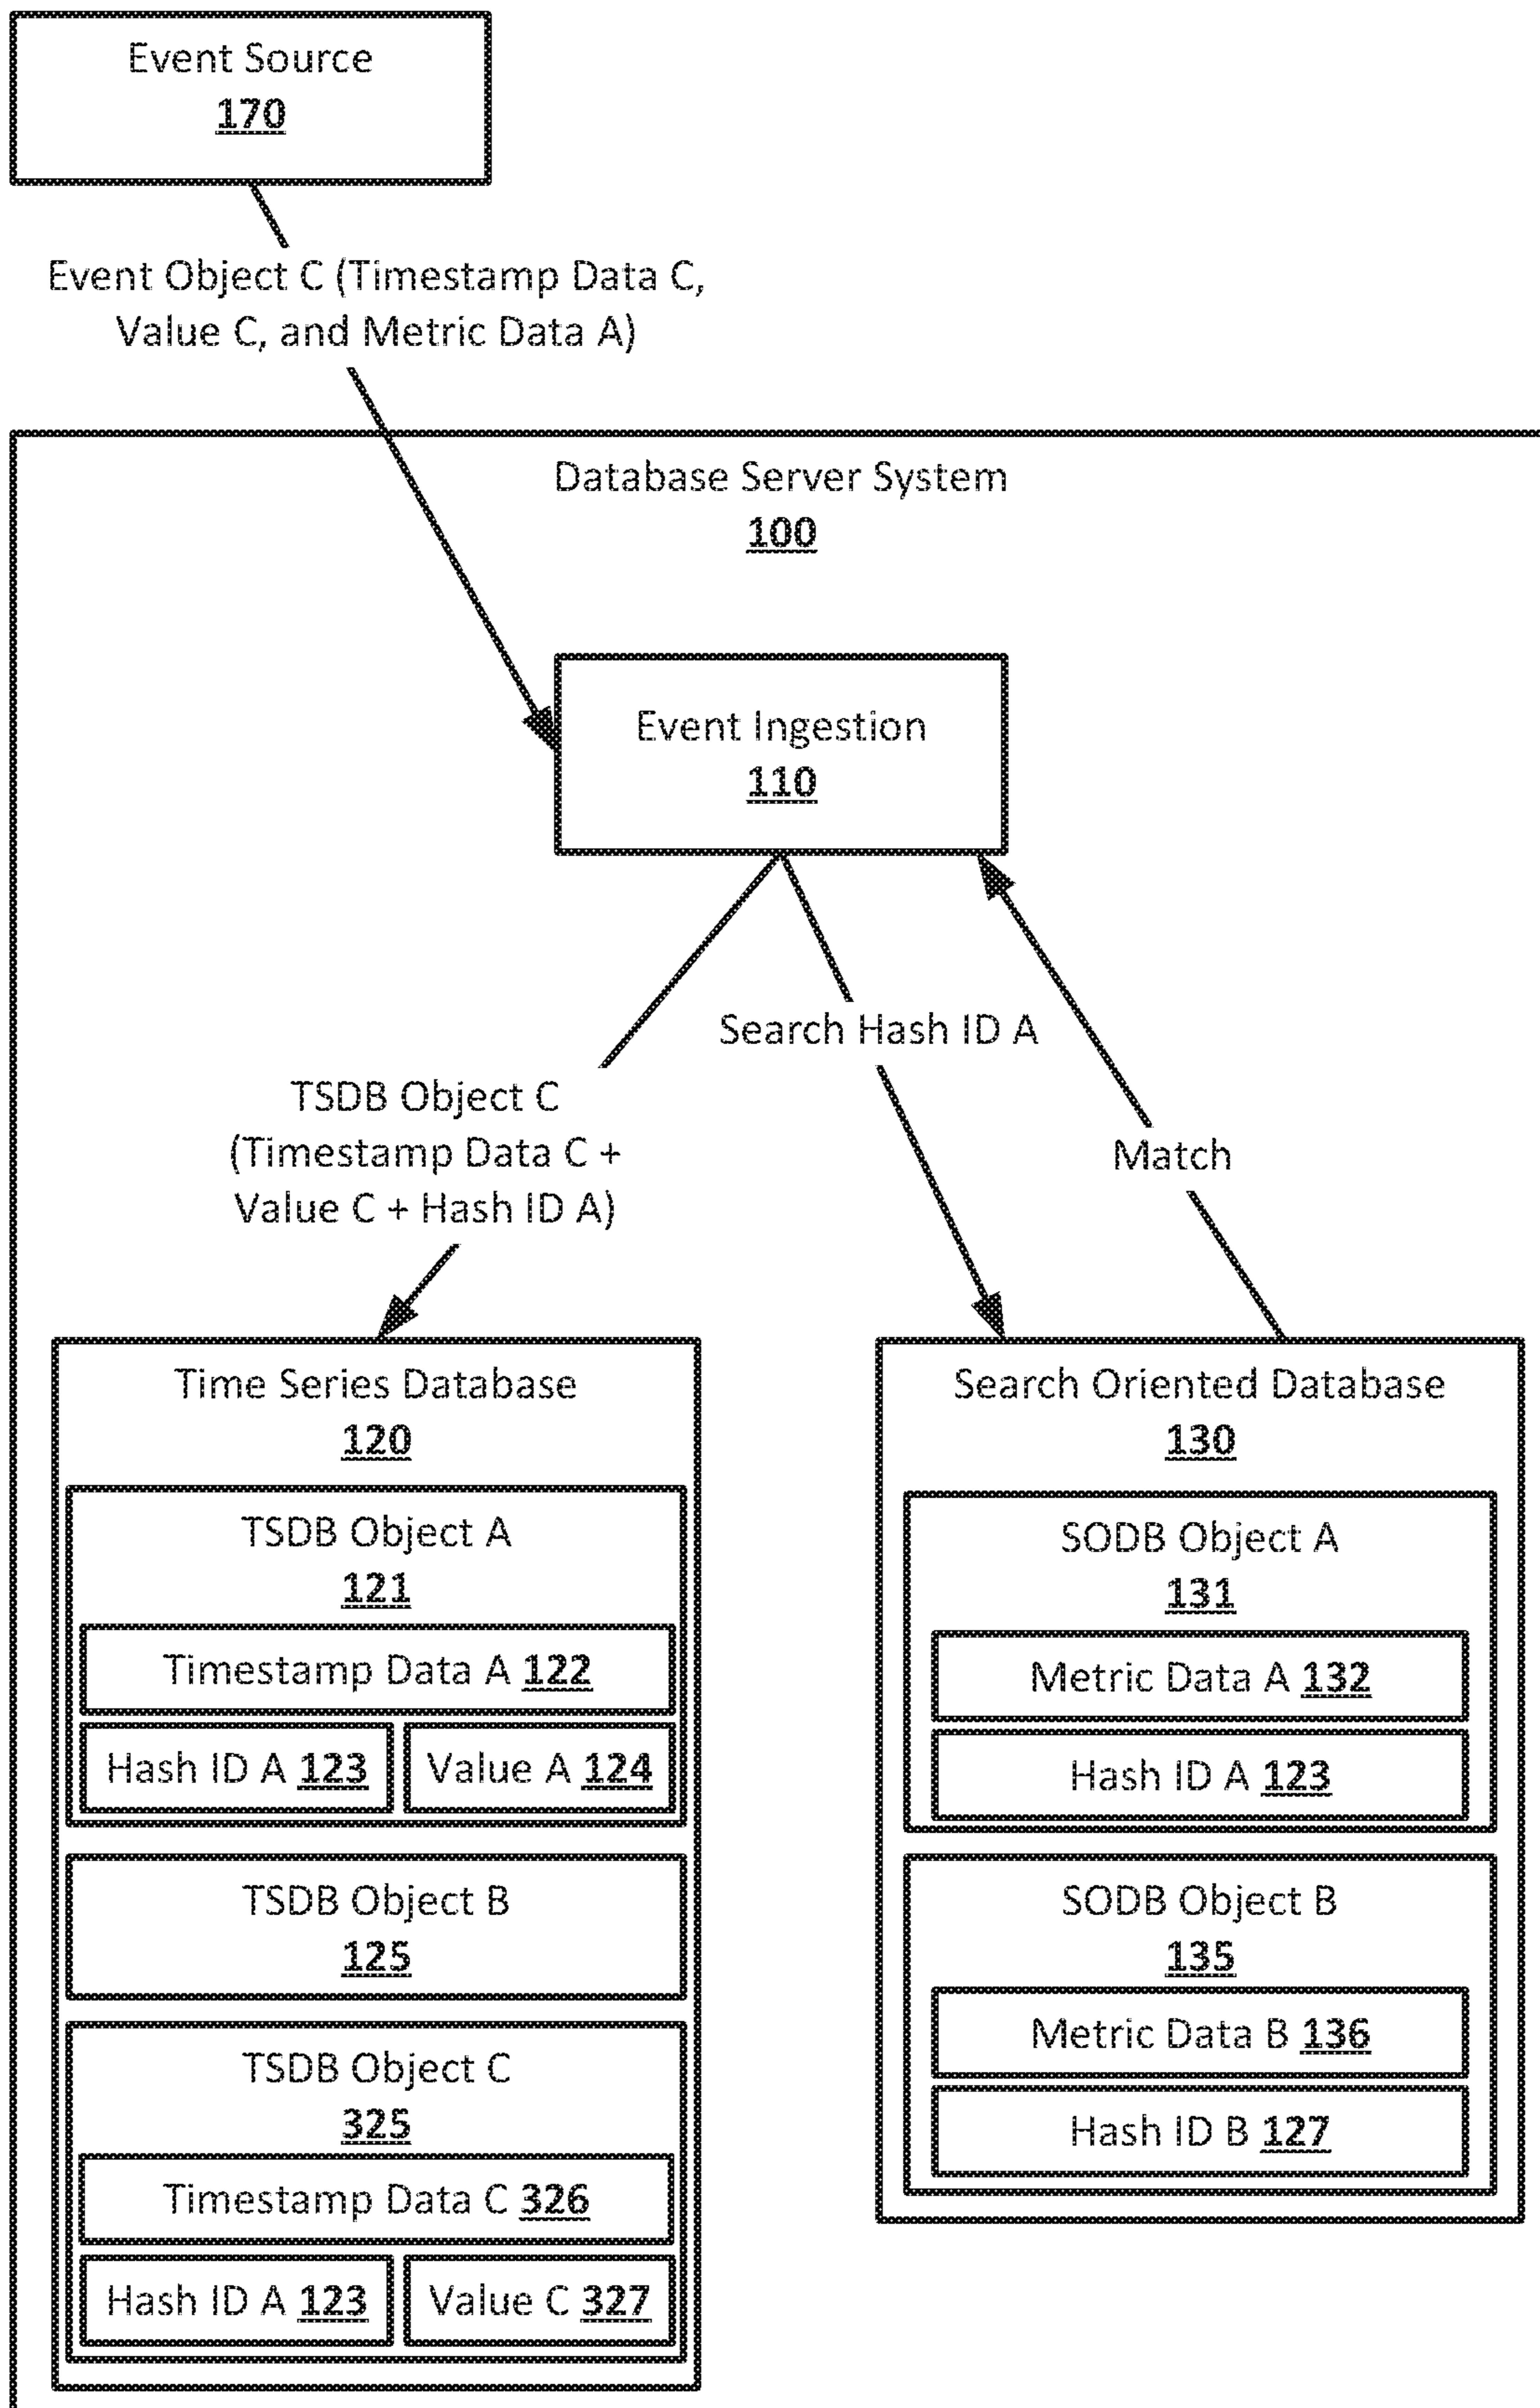 Event Source
170
Event Object C (Timestamp Data C,
Value C, and Metric Data A)
Database Server System
100
Event Ingestion
110
Search Hash ID A
TSDB Object C
(Timestamp Data C +
Value C + Hash ID A)
Match
Time Series Database
120
TSDB Object A
121
Timestamp Data A 122
Hash ID A 123
Value A 124
TSDB Object B
125
TSDB Object C
325
Timestamp Data C 326
Hash ID A 123
Value C 327
Search Oriented Database
130
SODB Object A
131
Metric Data A 132
Hash ID A 123
SODB Object B
135
Metric Data B 136
Hash ID B 127